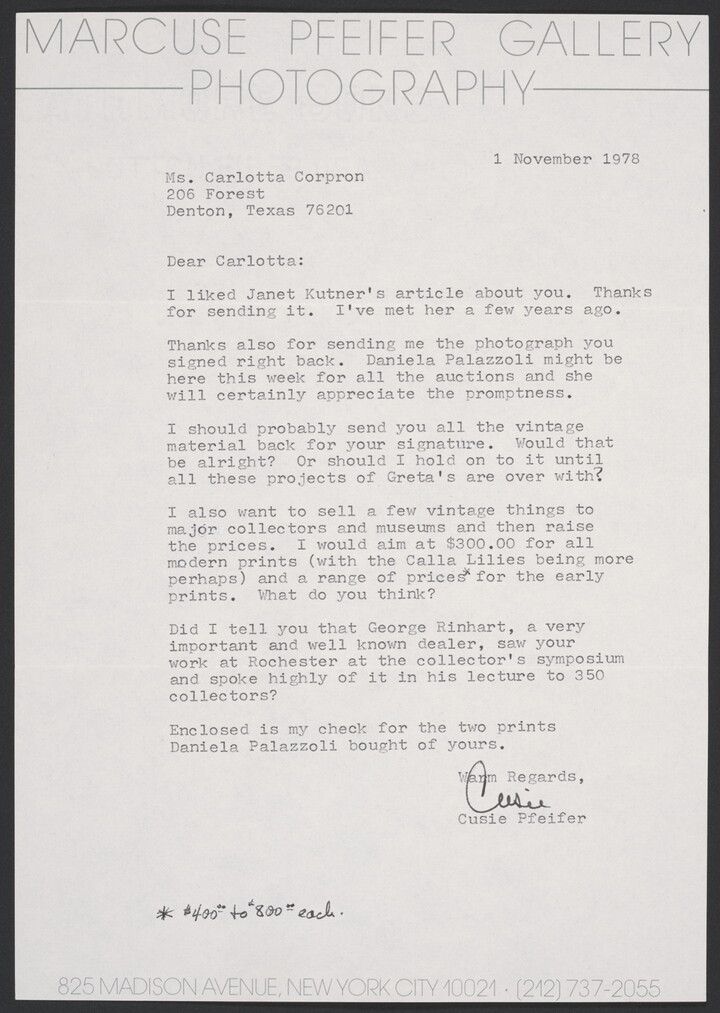 MARCUSE PFEIFER GALLERY
PHOTOGRAPHY
1 November 1978
Ms. Carlotta Corpron
206 Forest
Denton, Texas 76201
Dear Carlotta:
I liked Janet Kutner's article about you. Thanks
for sending it. I've met her a few years ago.
Thanks also for sending me the photograph you
signed right back. Daniela Palazzoli might be
here this week for all the auctions and she
will certainly appreciate the promptness.
I should probably send you all the vintage
material back for your signature. Would that
be alright? Or should I hold on to it until
all these projects of Greta's are over with?
I also want to sell a few vintage things to
major collectors and museums and then raise
the prices. I would aim at $300.00 for all
modern prints (with the Calla Lilies being more
perhaps) and a range of prices* for the early
prints. What do you think?
Did I tell you that George Rinhart, a very
important and well known dealer, saw your
work at Rochester at the collector's symposium
and spoke highly of it in his lecture to 350
collectors?
Enclosed is my check for the two prints
Daniela Palazzoli bought of yours.
Warm Regards,
Cusie
Cusie Pfeifer
* $400.00 to $800.00 each.
825 MADISON AVENUE, NEW YORK CITY 10021 · (212) 737-2055